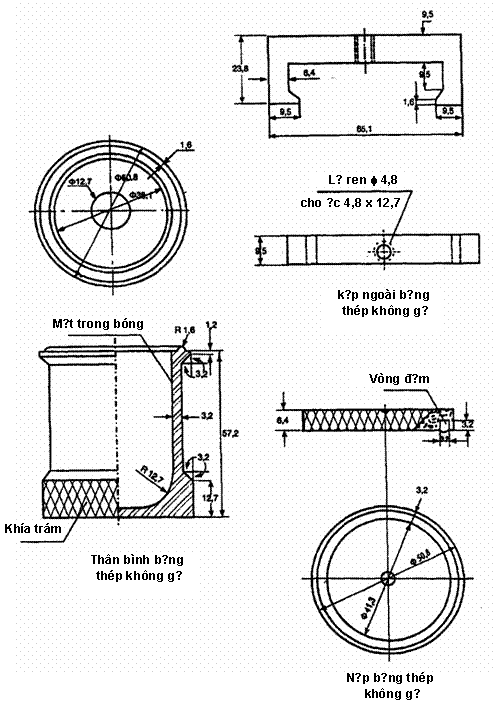 9,5
23,8
6,4
9,5
1,6
9,5
9,5
65,1
1,6
Φ50,8
Φ12,7
Φ38,1
L? ren ϕ 4,8
cho ?c 4,8 x 12,7
9,5
k?p ngoài b?ng
thép không g?
M?t trong bóng
R 1,6
1,2
3,2
3,2
57,2
3,2
R 12,7
12,7
Khía trám
Thân bình b?ng
thép không g?
Vòng đ?m
6,4
3,2
3,2
Φ 50,8
Φ 41,3
N?p b?ng thép
không g?